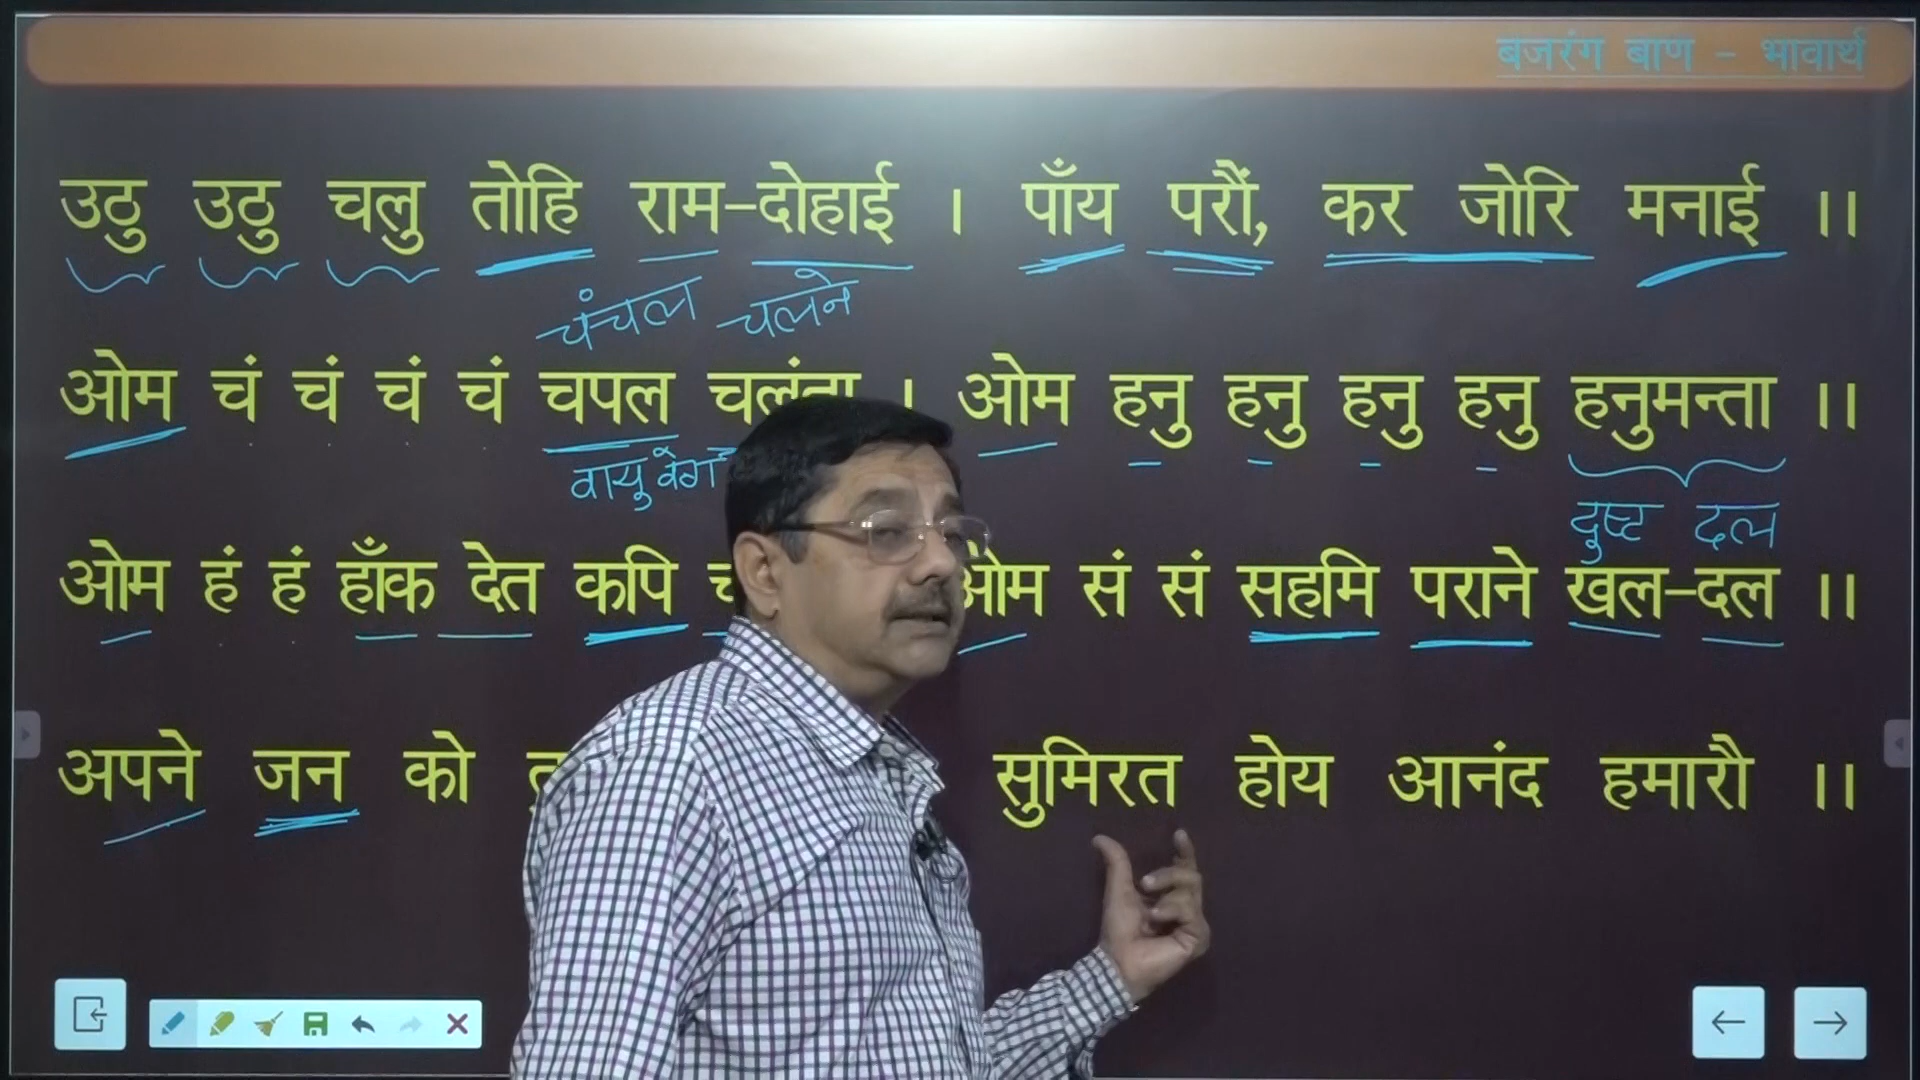 बजरंग बाण - भावार्थ
उठु उठु चलु तोहि राम-दोहाई । पाँय परौं, कर जोरि मनाई ।।
चंचल चलने
ओम चं चं चं चं चपल चलंता । ओम हनु हनु हनु हनु हनुमन्ता ।।
वायु वेग
दुष्ट दल
ओम हं हं हाँक देत कपि ओम सं सं सहमि पराने खल-दल ।।
अपने जन को सुमिरत होय आनंद हमारौ ।।